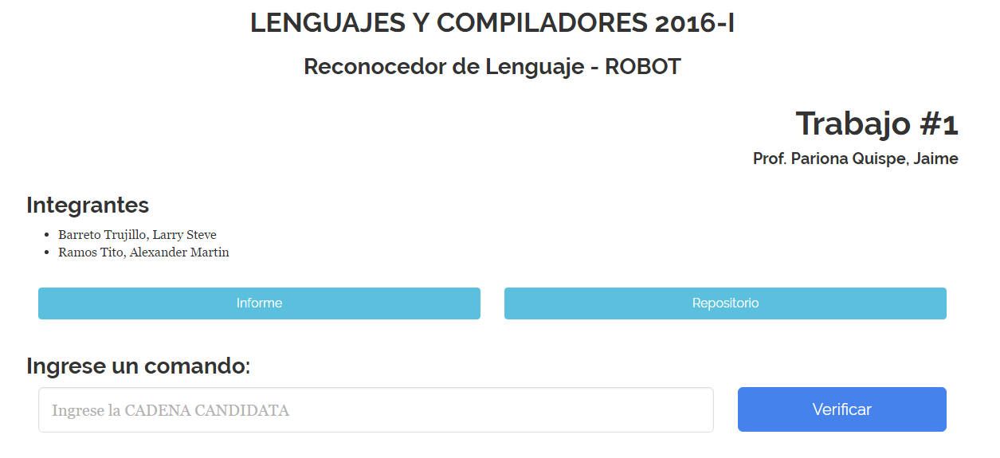 LENGUAJES Y COMPILADORES 2016-I
Reconocedor de Lenguaje - ROBOT
Trabajo #1
Prof. Pariona Quispe, Jaime
Integrantes
Barreto Trujillo, Larry Steve
Ramos Tito, Alexander Martin
Informe
Repositorio
Ingrese un comando:
Ingrese la CADENA CANDIDATA
Verificar